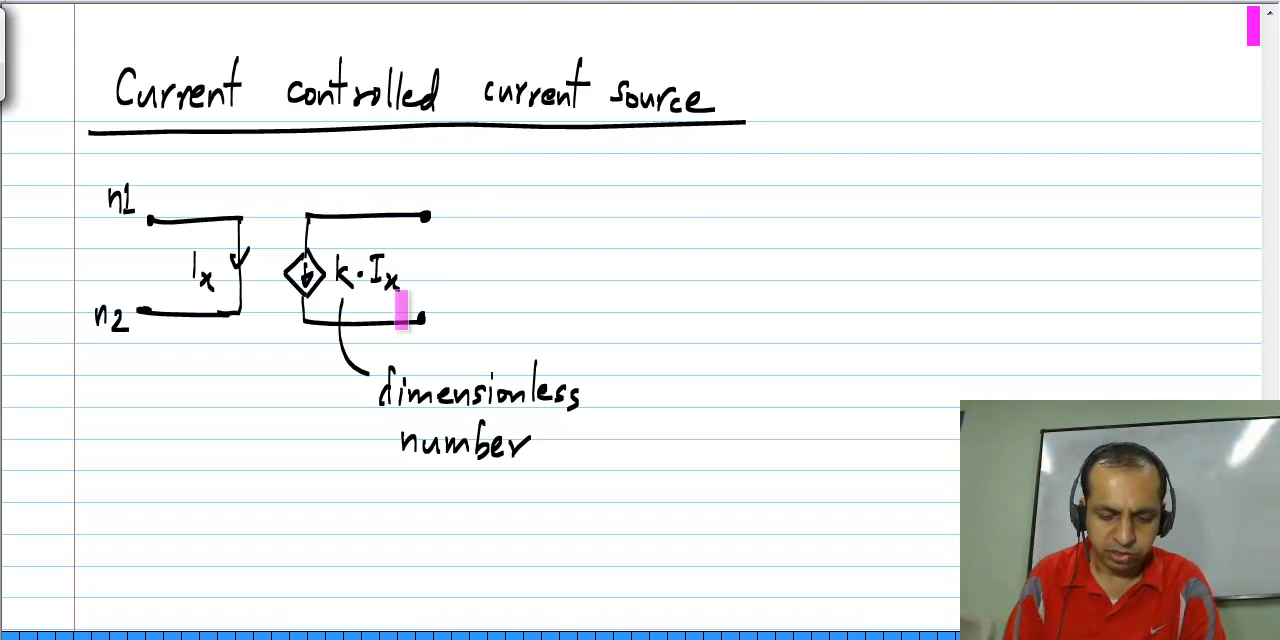 Current controlled current source
n1
Ix
k · Ix
n2
dimensionless
number